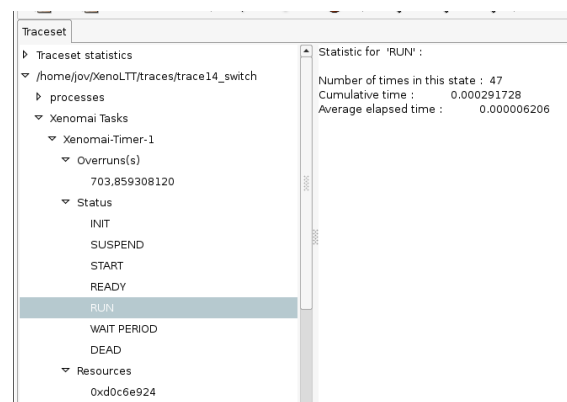 Traceset
Traceset statistics
/home/jov/XenoLTT/traces/trace14_switch
processes
Xenomai Tasks
Xenomai-Timer-1
Overruns(s)
703,859308120
Status
INIT
SUSPEND
START
READY
RUN
WAIT PERIOD
DEAD
Resources
0xd0c6e924
Statistic for 'RUN' :
Number of times in this state : 47
Cumulative time : 0.000291728
Average elapsed time : 0.000006206